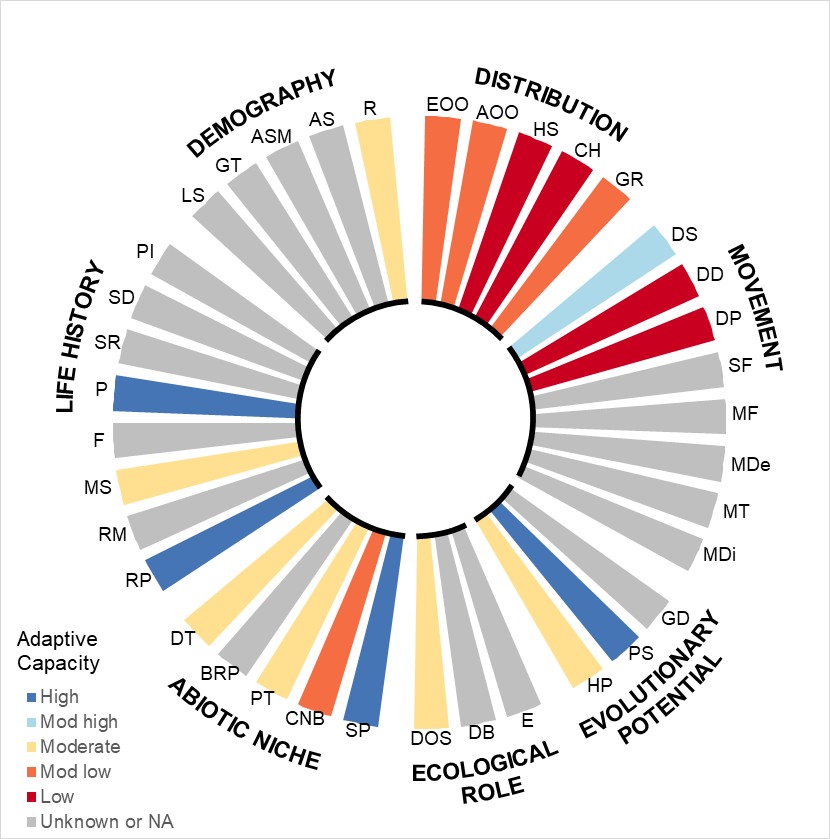 DISTRIBUTION
EOO
AOO
HS
CH
GR
MOVEMENT
DS
DD
DP
SF
MF
MDe
MT
MDi
EVOLUTIONARY
POTENTIAL
GD
PS
HP
ECOLOGICAL
ROLE
E
DB
DOS
ABIOTIC NICHE
SP
CNB
PT
BRP
DT
LIFE HISTORY
RP
RM
MS
F
P
SR
SD
PI
DEMOGRAPHY
LS
GT
ASM
AS
R
Adaptive
Capacity
High
Mod high
Moderate
Mod low
Low
Unknown or NA